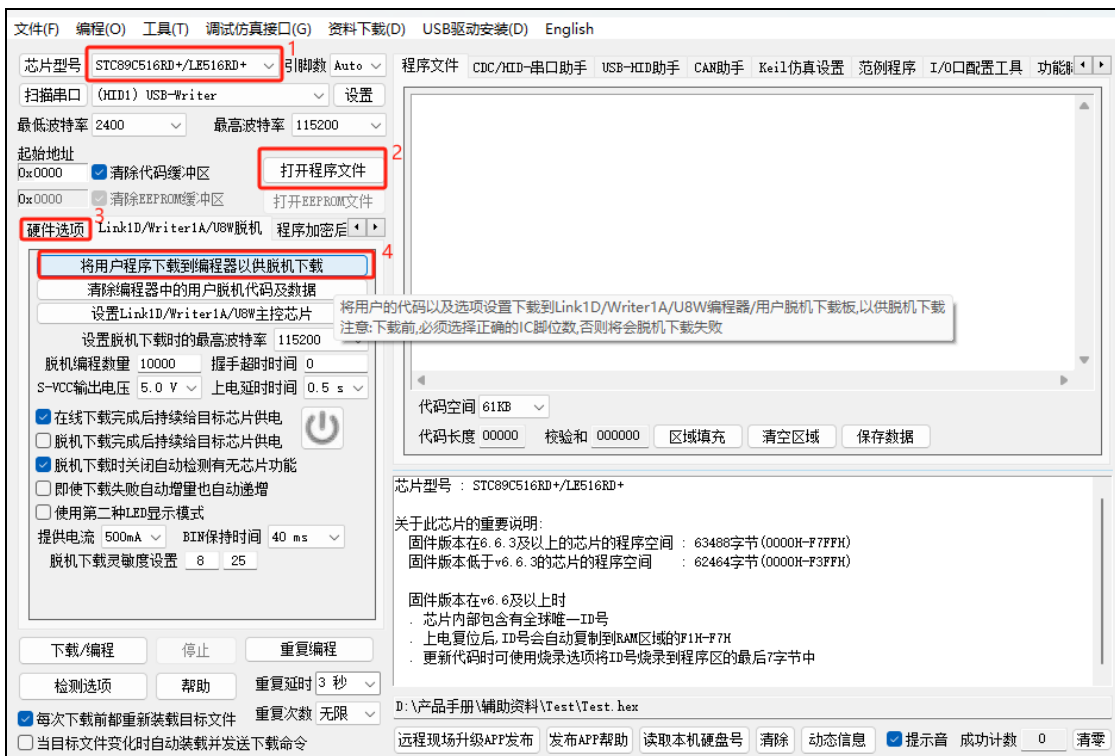 文件(F) 编程(O) 工具(T) 调试仿真接口(G) 资料下载(D) USB驱动安装(D) English
1
芯片型号 STC89C516RD+/LE516RD+ 引脚数 Auto
扫描串口 (HID1) USB-Writer 设置
最低波特率 2400 最高波特率 115200
起始地址
0x0000 清除代码缓冲区 打开程序文件
2
0x0000 清除EEPROM缓冲区 打开EEPROM文件
3
硬件选项 Link1D/Writer1A/U8W脱机 程序加密后
将用户程序下载到编程器以供脱机下载
4
清除编程器中的用户脱机代码及数据
设置Link1D/Writer1A/U8W主控芯片
设置脱机下载时的最高波特率 115200
脱机编程数量 10000 握手超时时间 0
S-VCC输出电压 5.0 V 上电延时时间 0.5 s
在线下载完成后持续给目标芯片供电
脱机下载完成后持续给目标芯片供电
脱机下载时关闭自动检测有无芯片功能
即使下载失败自动增量也自动递增
使用第二种LED显示模式
提供电流 500mA BIN保持时间 40 ms
脱机下载灵敏度设置 8 25
下载/编程 停止 重复编程
检测选项 帮助 重复延时 3 秒
每次下载前都重新装载目标文件 重复次数 无限
当目标文件变化时自动装载并发送下载命令
程序文件 CDC/HID-串口助手 USB-HID助手 CAN助手 Keil仿真设置 范例程序 I/O口配置工具
将用户的代码以及选项设置下载到Link1D/Writer1A/U8W编程器/用户脱机下载板,以供脱机下载
注意:下载前,必须选择正确的IC脚位数,否则将会脱机下载失败
代码空间 61KB
代码长度 00000 校验和 000000 区域填充 清空区域 保存数据
芯片型号 : STC89C516RD+/LE516RD+
关于此芯片的重要说明:
固件版本在6.6.3及以上的芯片的程序空间 : 63488字节(0000H-F7FFH)
固件版本低于v6.6.3的芯片的程序空间 : 62464字节(0000H-F3FFH)
固件版本在v6.6及以上时
. 芯片内部包含有全球唯一ID号
. 上电复位后,ID号会自动复制到RAM区域的F1H-F7H
. 更新代码时可使用烧录选项将ID号烧录到程序区的最后7字节中
D:\产品手册\辅助资料\Test\Test.hex
远程现场升级APP发布 发布APP帮助 读取本机硬盘号 清除 动态信息 提示音 成功计数 0 清零